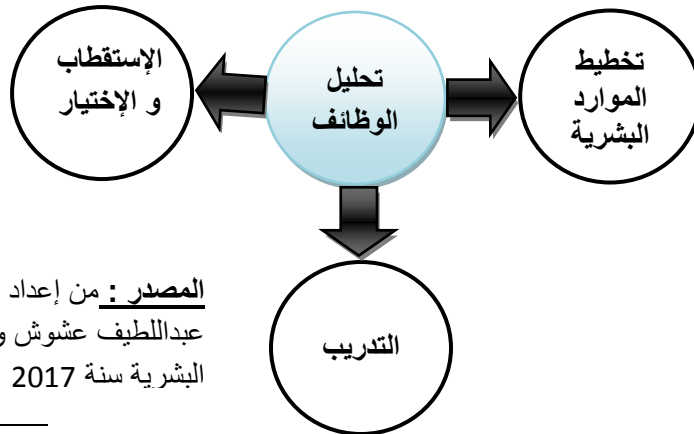 تخطيط
الموارد
البشرية
تحليل
الوظائف
الإستقطاب
و الإختيار
التدريب
المصدر : من إعداد
عبداللطيف عشوش و
البشرية سنة 2017